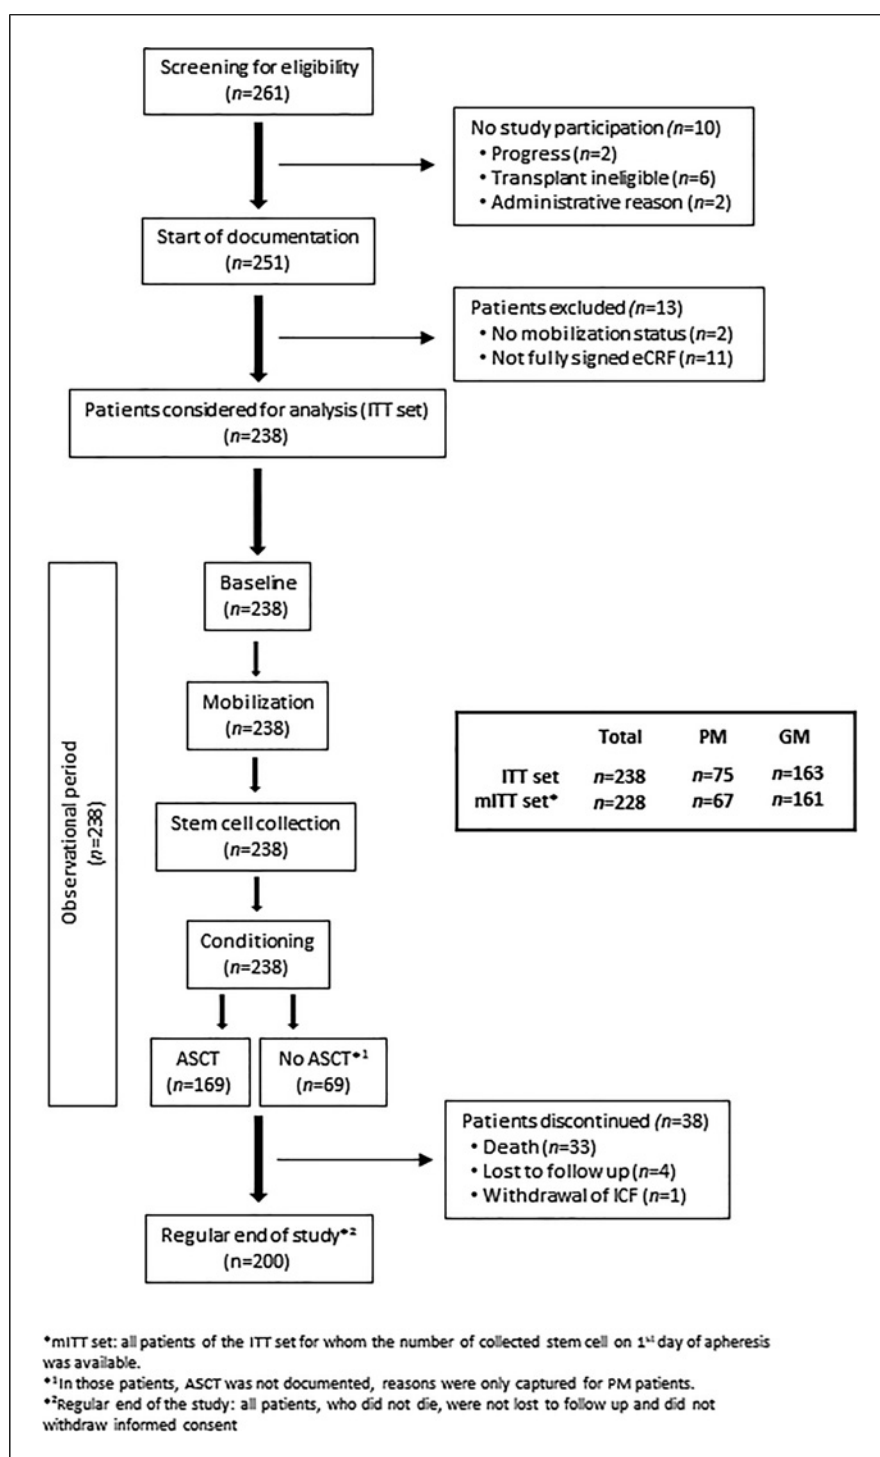 Screening for eligibility
(n=261)
No study participation (n=10)
• Progress (n=2)
• Transplant ineligible (n=6)
• Administrative reason (n=2)
Start of documentation
(n=251)
Patients excluded (n=13)
• No mobilization status (n=2)
• Not fully signed eCRF (n=11)
Patients considered for analysis (ITT set)
(n=238)
Observational period
(n=238)
Baseline
(n=238)
Mobilization
(n=238)
Total PM GM
ITT set n=238 n=75 n=163
mITT set* n=228 n=67 n=161
Stem cell collection
(n=238)
Conditioning
(n=238)
ASCT
(n=169)
No ASCT*1
(n=69)
Patients discontinued (n=38)
• Death (n=33)
• Lost to follow up (n=4)
• Withdrawal of ICF (n=1)
Regular end of study*2
(n=200)
*mITT set: all patients of the ITT set for whom the number of collected stem cell on 1st day of apheresis
was available.
*1In those patients, ASCT was not documented, reasons were only captured for PM patients.
*2Regular end of the study: all patients, who did not die, were not lost to follow up and did not
withdraw informed consent